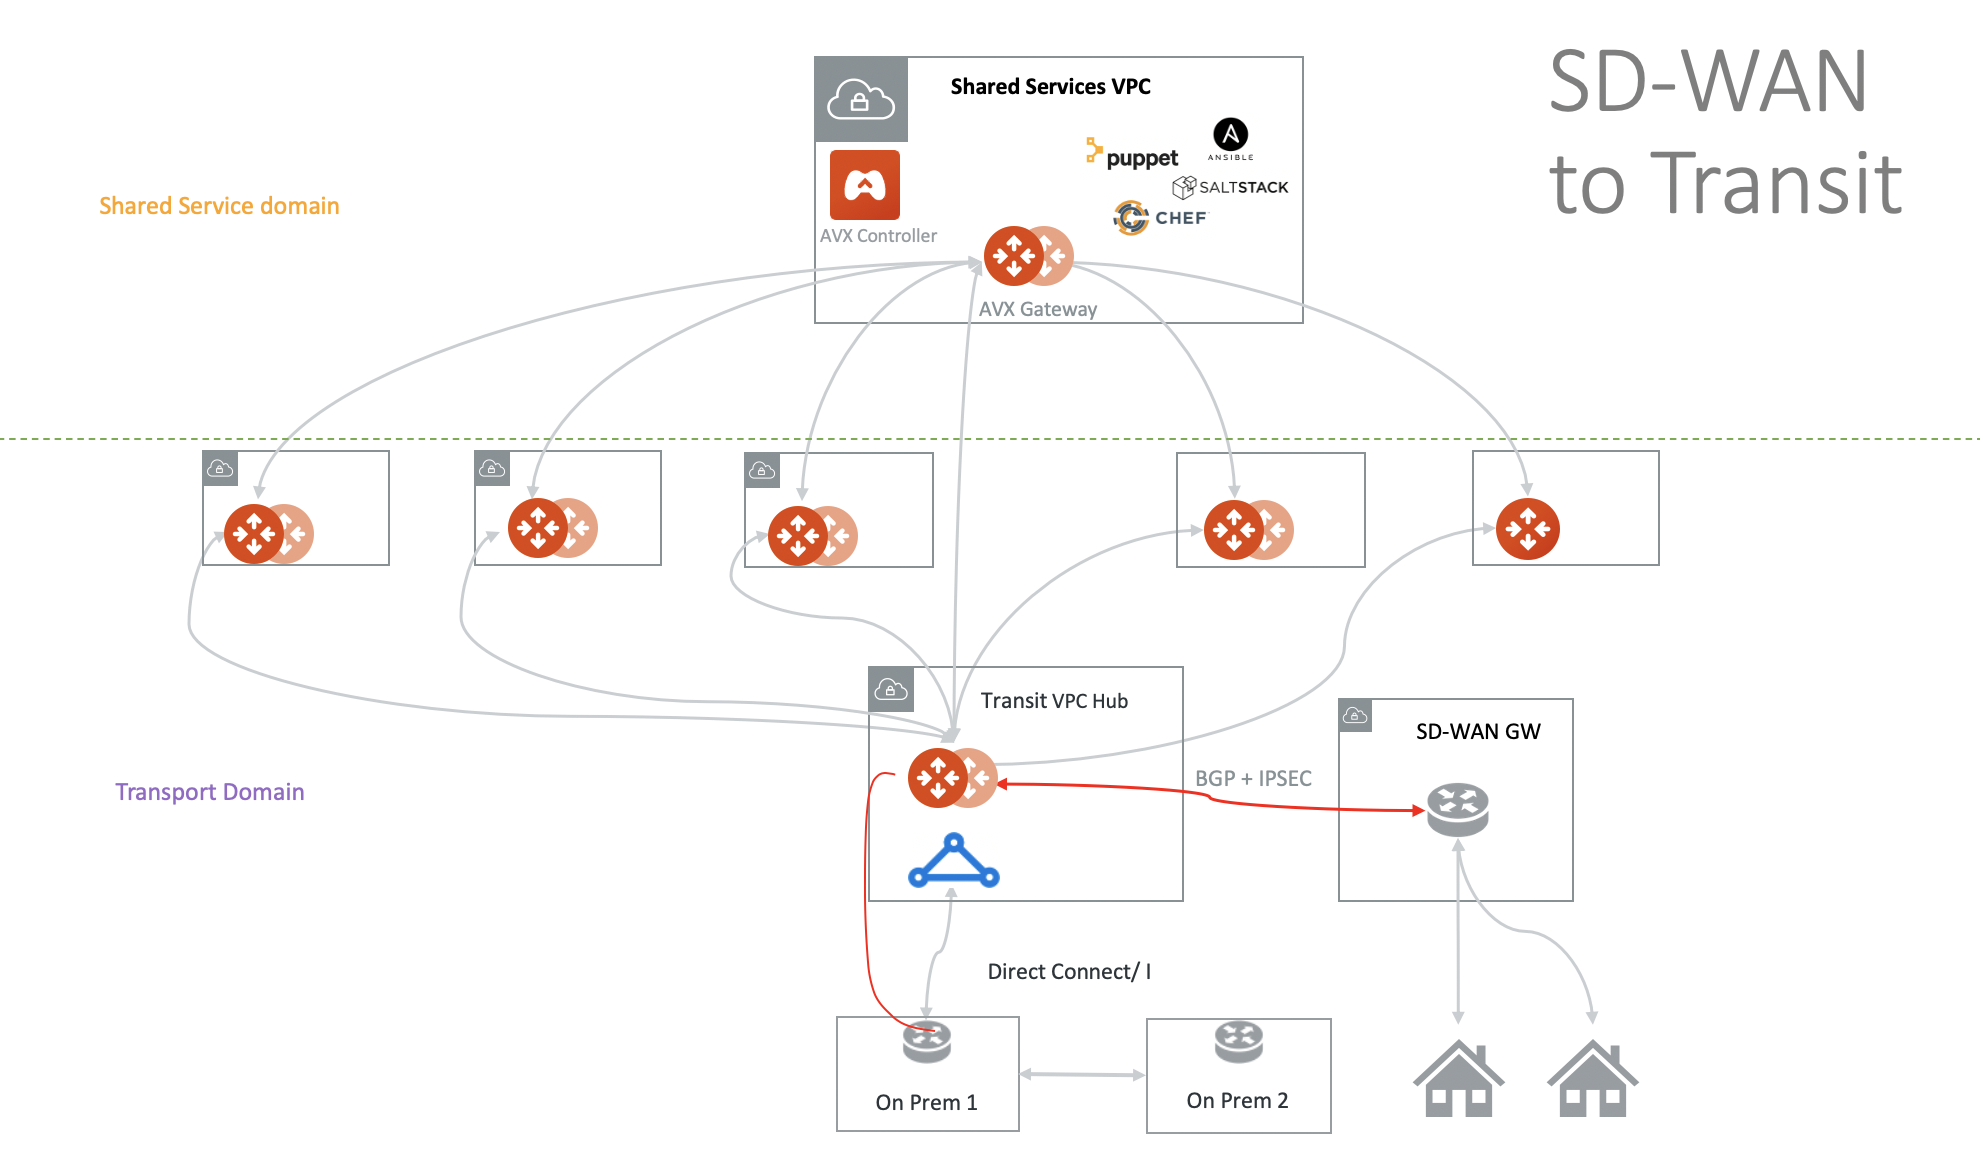 SD-WAN
to Transit
Shared Services VPC
puppet
ANSIBLE
SALTSTACK
CHEF
AVX Controller
AVX Gateway
Shared Service domain
Transit VPC Hub
SD-WAN GW
BGP + IPSEC
Transport Domain
Direct Connect/ I
On Prem 1
On Prem 2